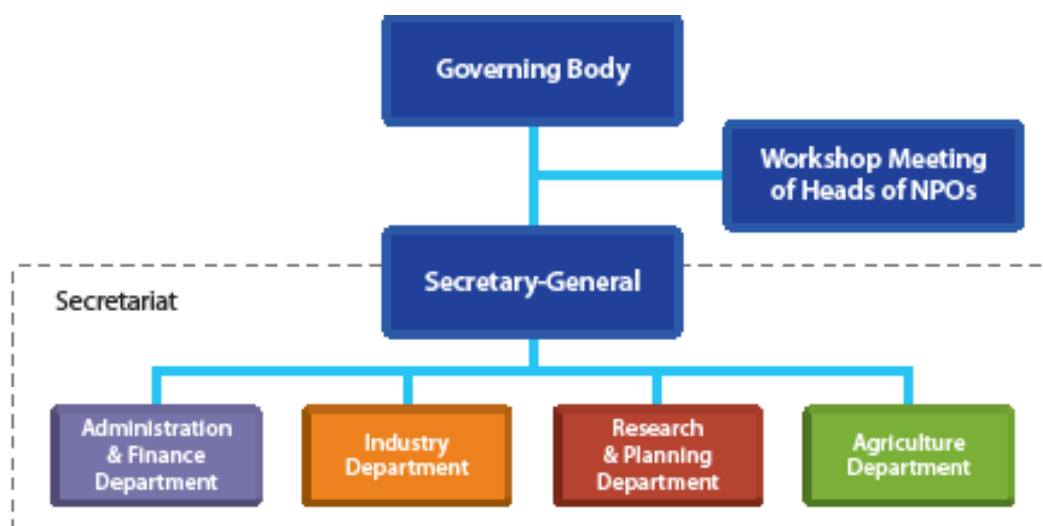 Governing Body
Workshop Meeting
of Heads of NPOs
Secretary-General
Secretariat
Administration
& Finance
Department
Industry
Department
Research
& Planning
Department
Agriculture
Department